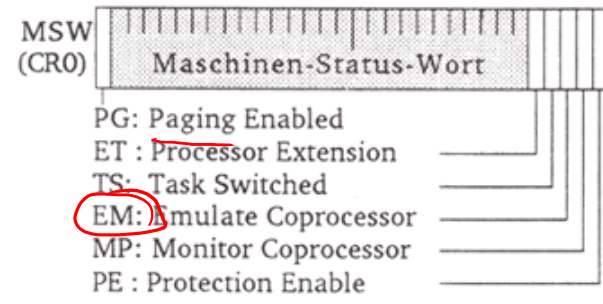 MSW
(CR0) Maschinen-Status-Wort
PG: Paging Enabled
ET : Processor Extension
TS: Task Switched
EM: Emulate Coprocessor
MP: Monitor Coprocessor
PE : Protection Enable